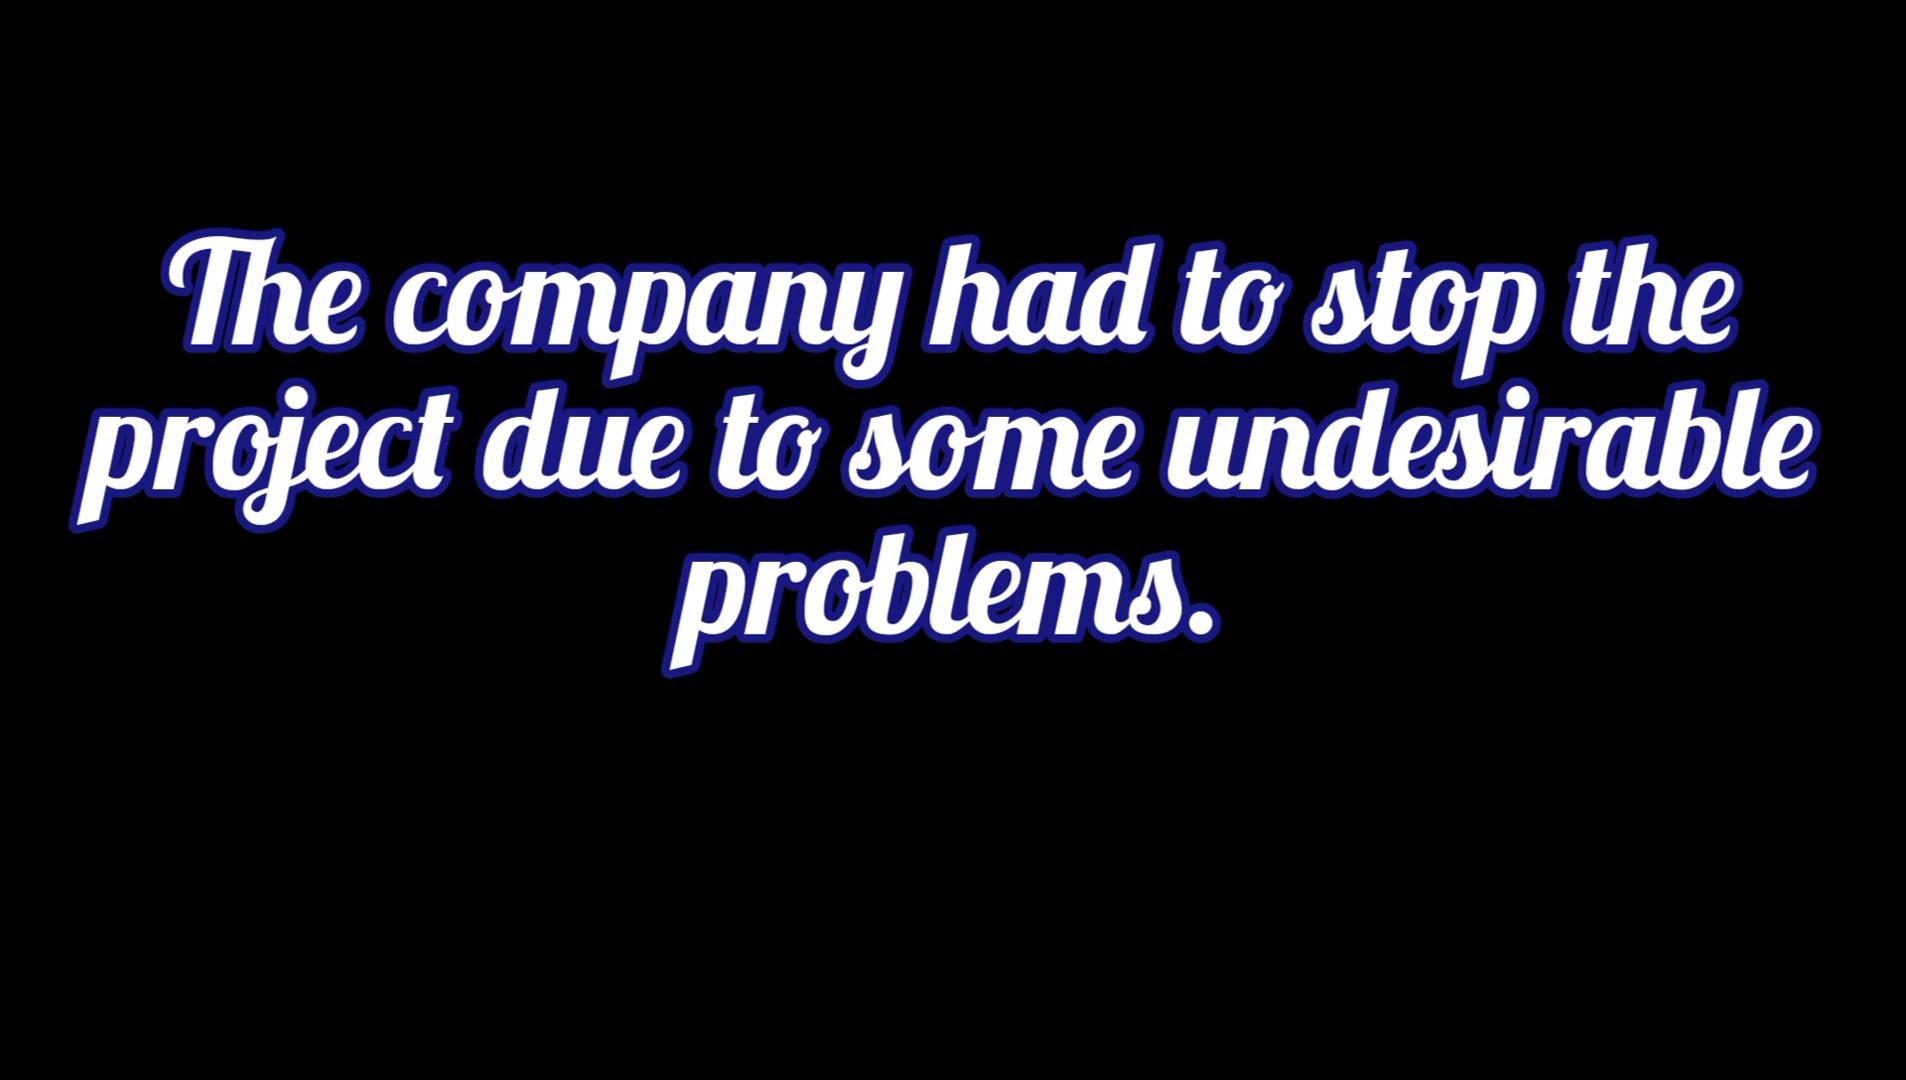 The company had to stop the
project due to some undesirable
problems.